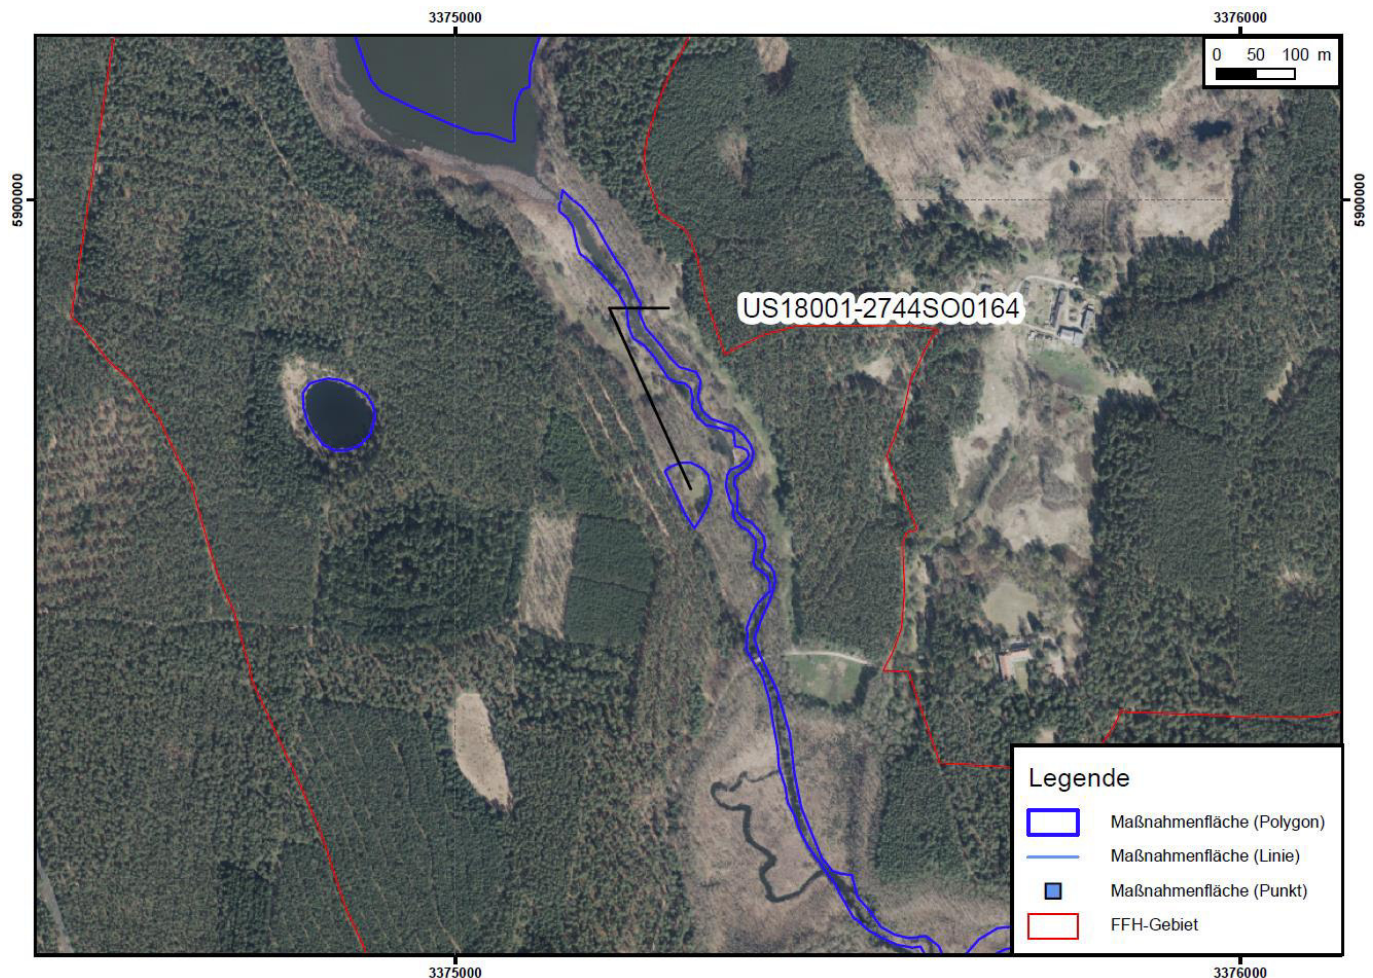 3375000 3376000
0 50 100 m
5900000 5900000
US18001-2744SO0164
Legende
Maßnahmenfläche (Polygon)
Maßnahmenfläche (Linie)
Maßnahmenfläche (Punkt)
FFH-Gebiet
3375000 3376000